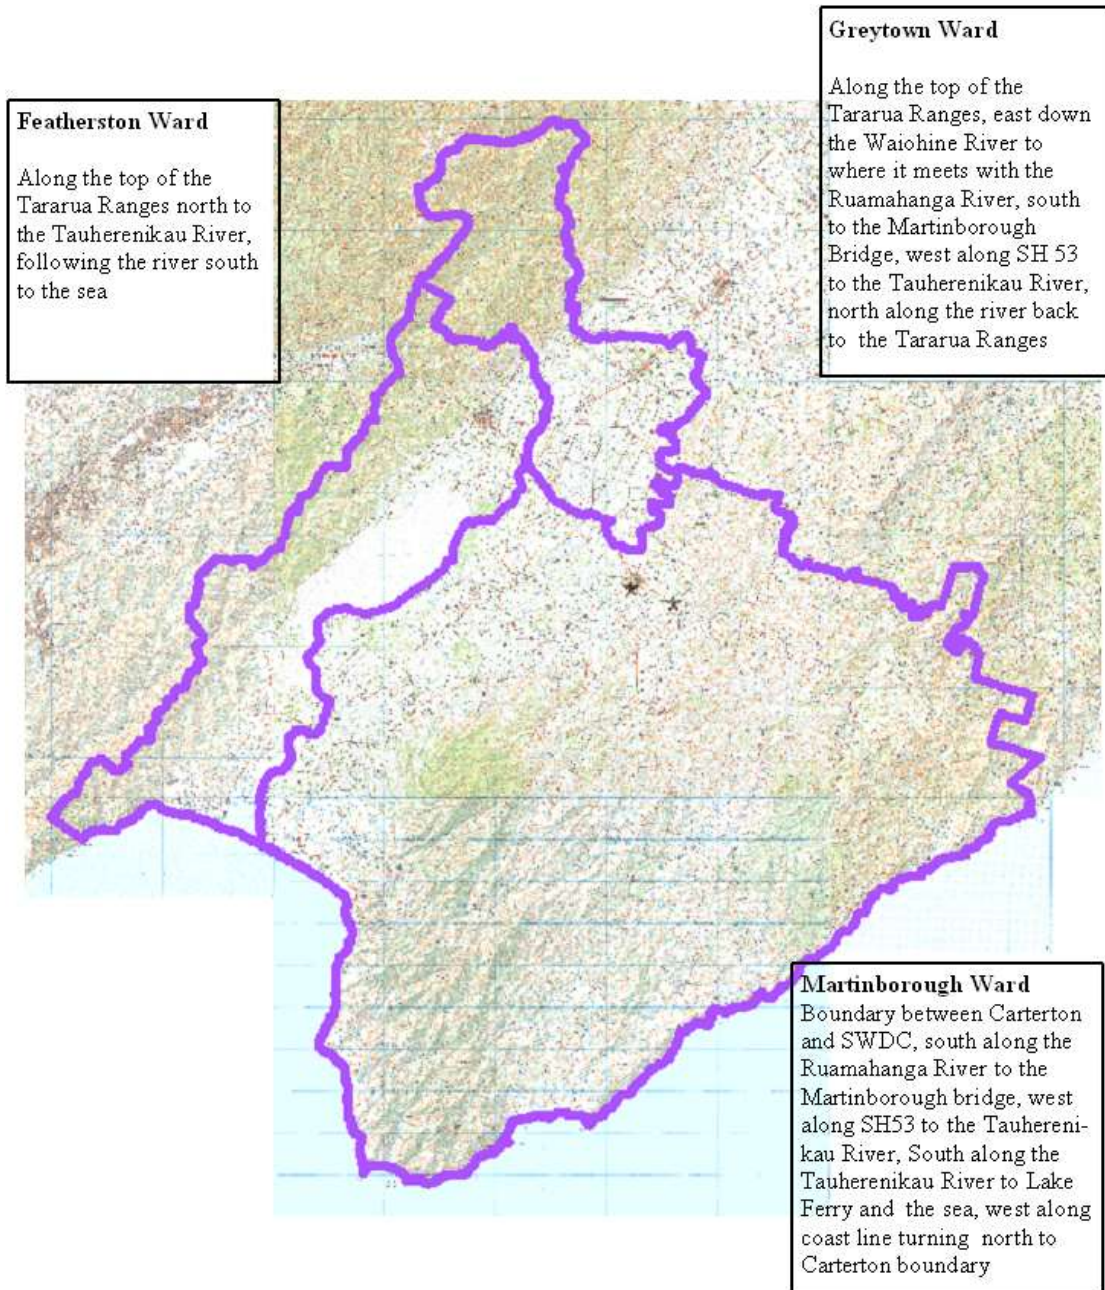 Greytown Ward
Along the top of the
Tararua Ranges, east down
the Waiohine River to
where it meets with the
Ruamahanga River, south
to the Martinborough
Bridge, west along SH 53
to the Tauherenikau River,
north along the river back
to the Tararua Ranges
Featherston Ward
Along the top of the
Tararua Ranges north to
the Tauherenikau River,
following the river south
to the sea
Martinborough Ward
Boundary between Carterton
and SWDC, south along the
Ruamahanga River to the
Martinborough bridge, west
along SH53 to the Tauhereni-
kau River, South along the
Tauherenikau River to Lake
Ferry and the sea, west along
coast line turning north to
Carterton boundary